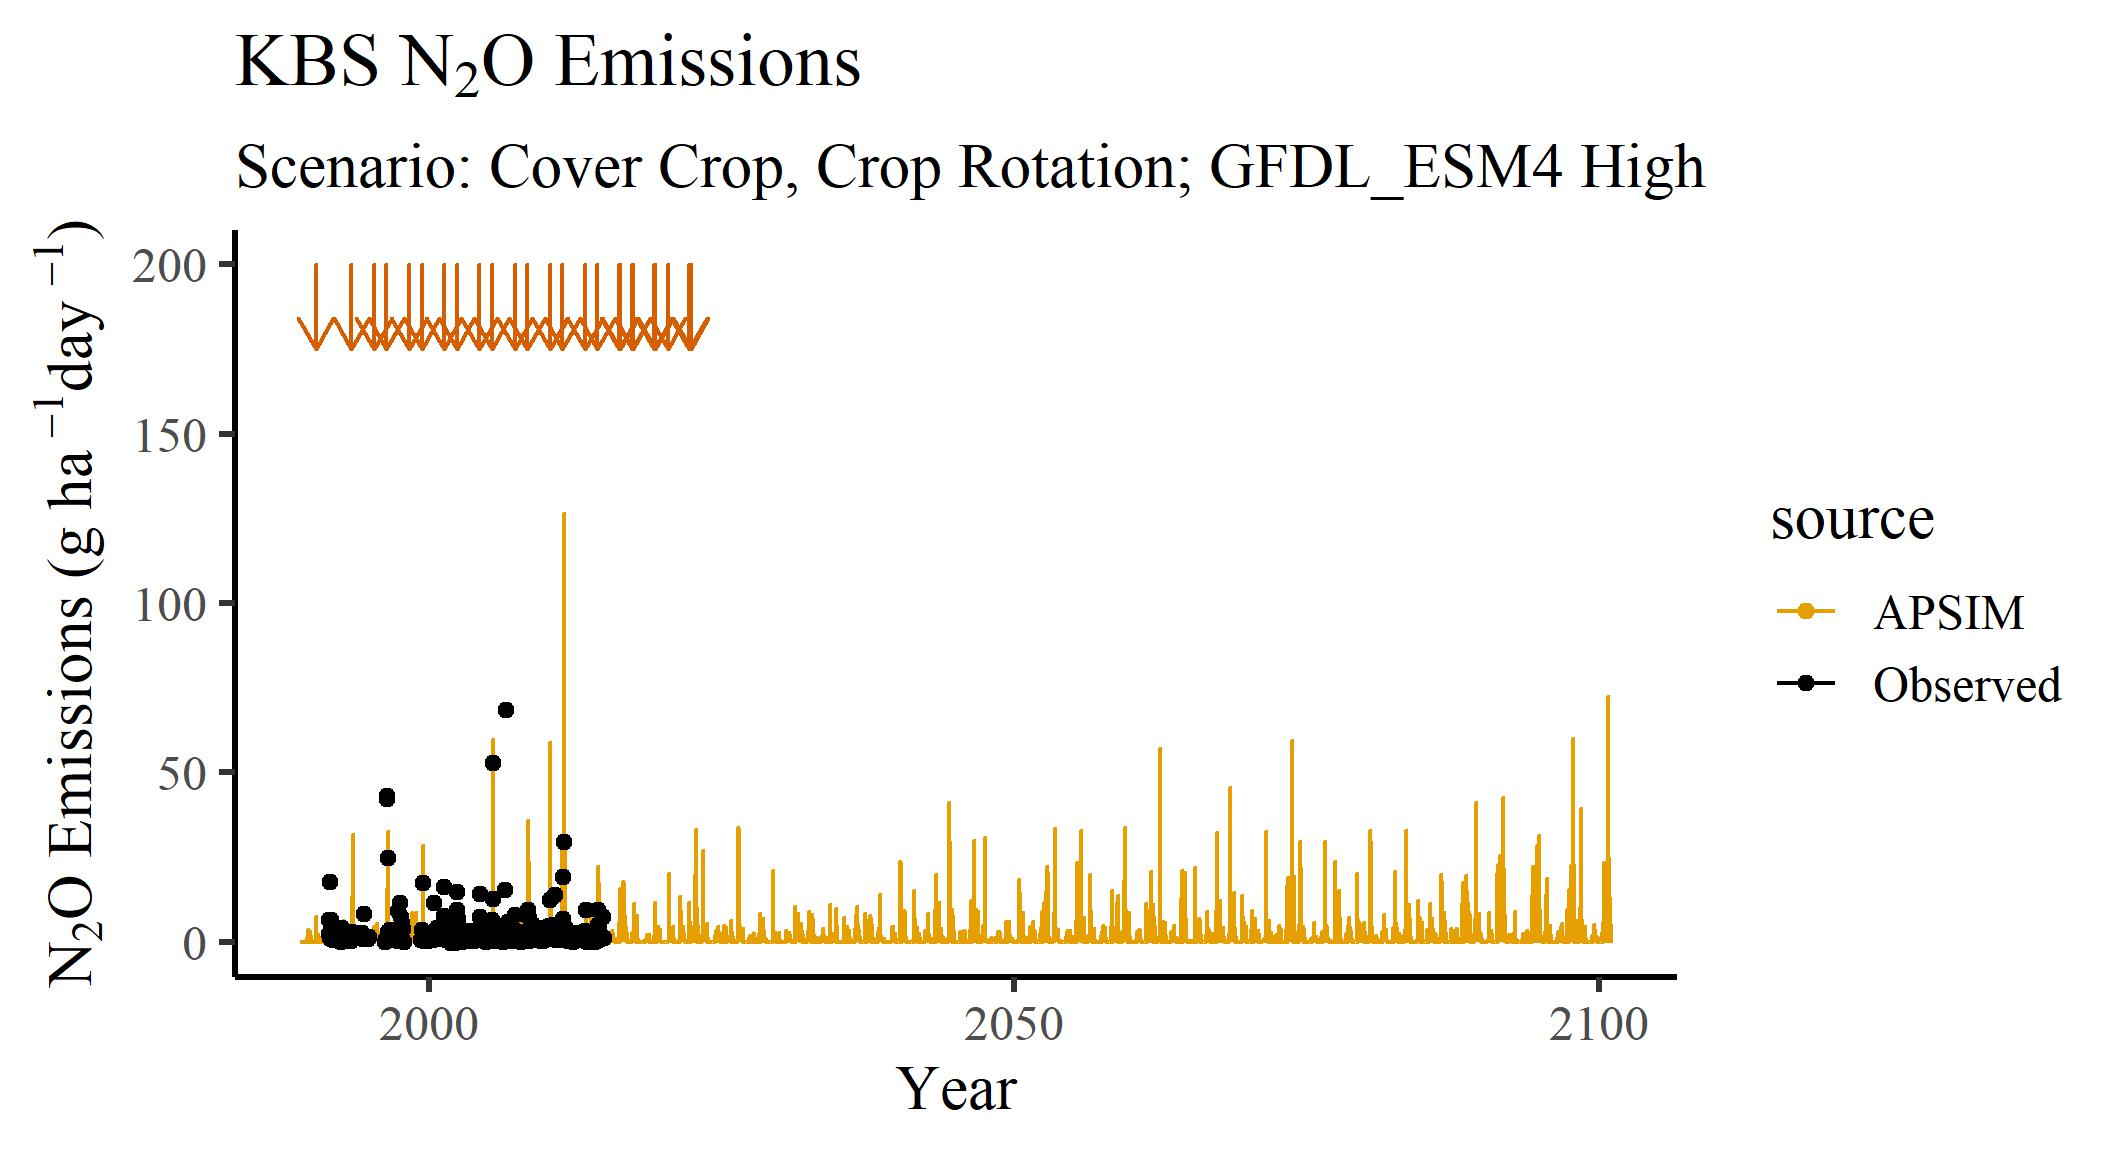 KBS N₂O Emissions
Scenario: Cover Crop, Crop Rotation; GFDL_ESM4 High
N₂O Emissions (g ha⁻¹day⁻¹)
200
150
100
50
0
2000 2050 2100
Year
source
APSIM
Observed